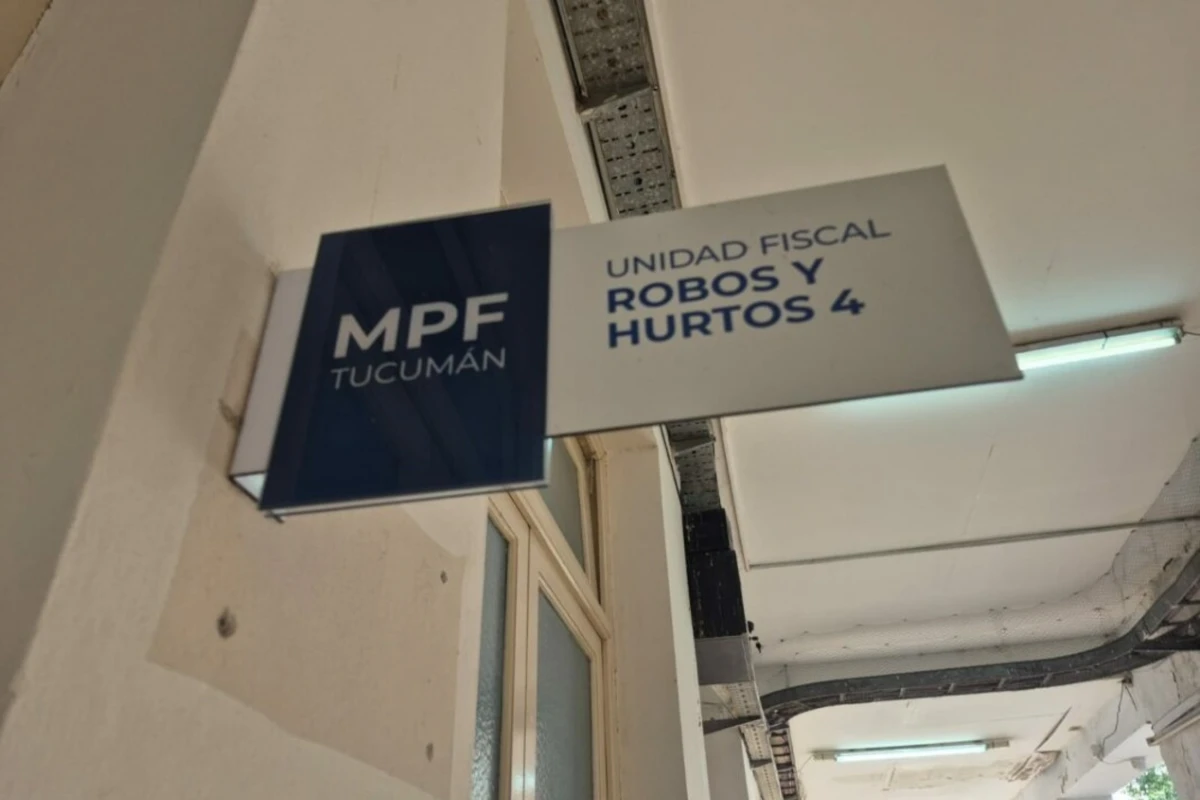 MPF
TUCUMÁN
UNIDAD FISCAL
ROBOS Y
HURTOS 4